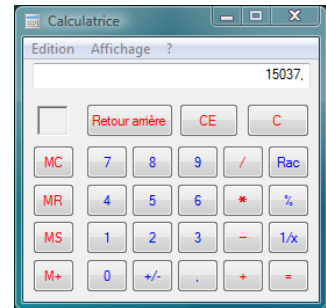 Calculatrice
Edition Affichage ?
15037,
Retour arrière CE C
MC 7 8 9 / Rac
MR 4 5 6 * %
MS 1 2 3 - 1/x
M+ 0 +/- . + =